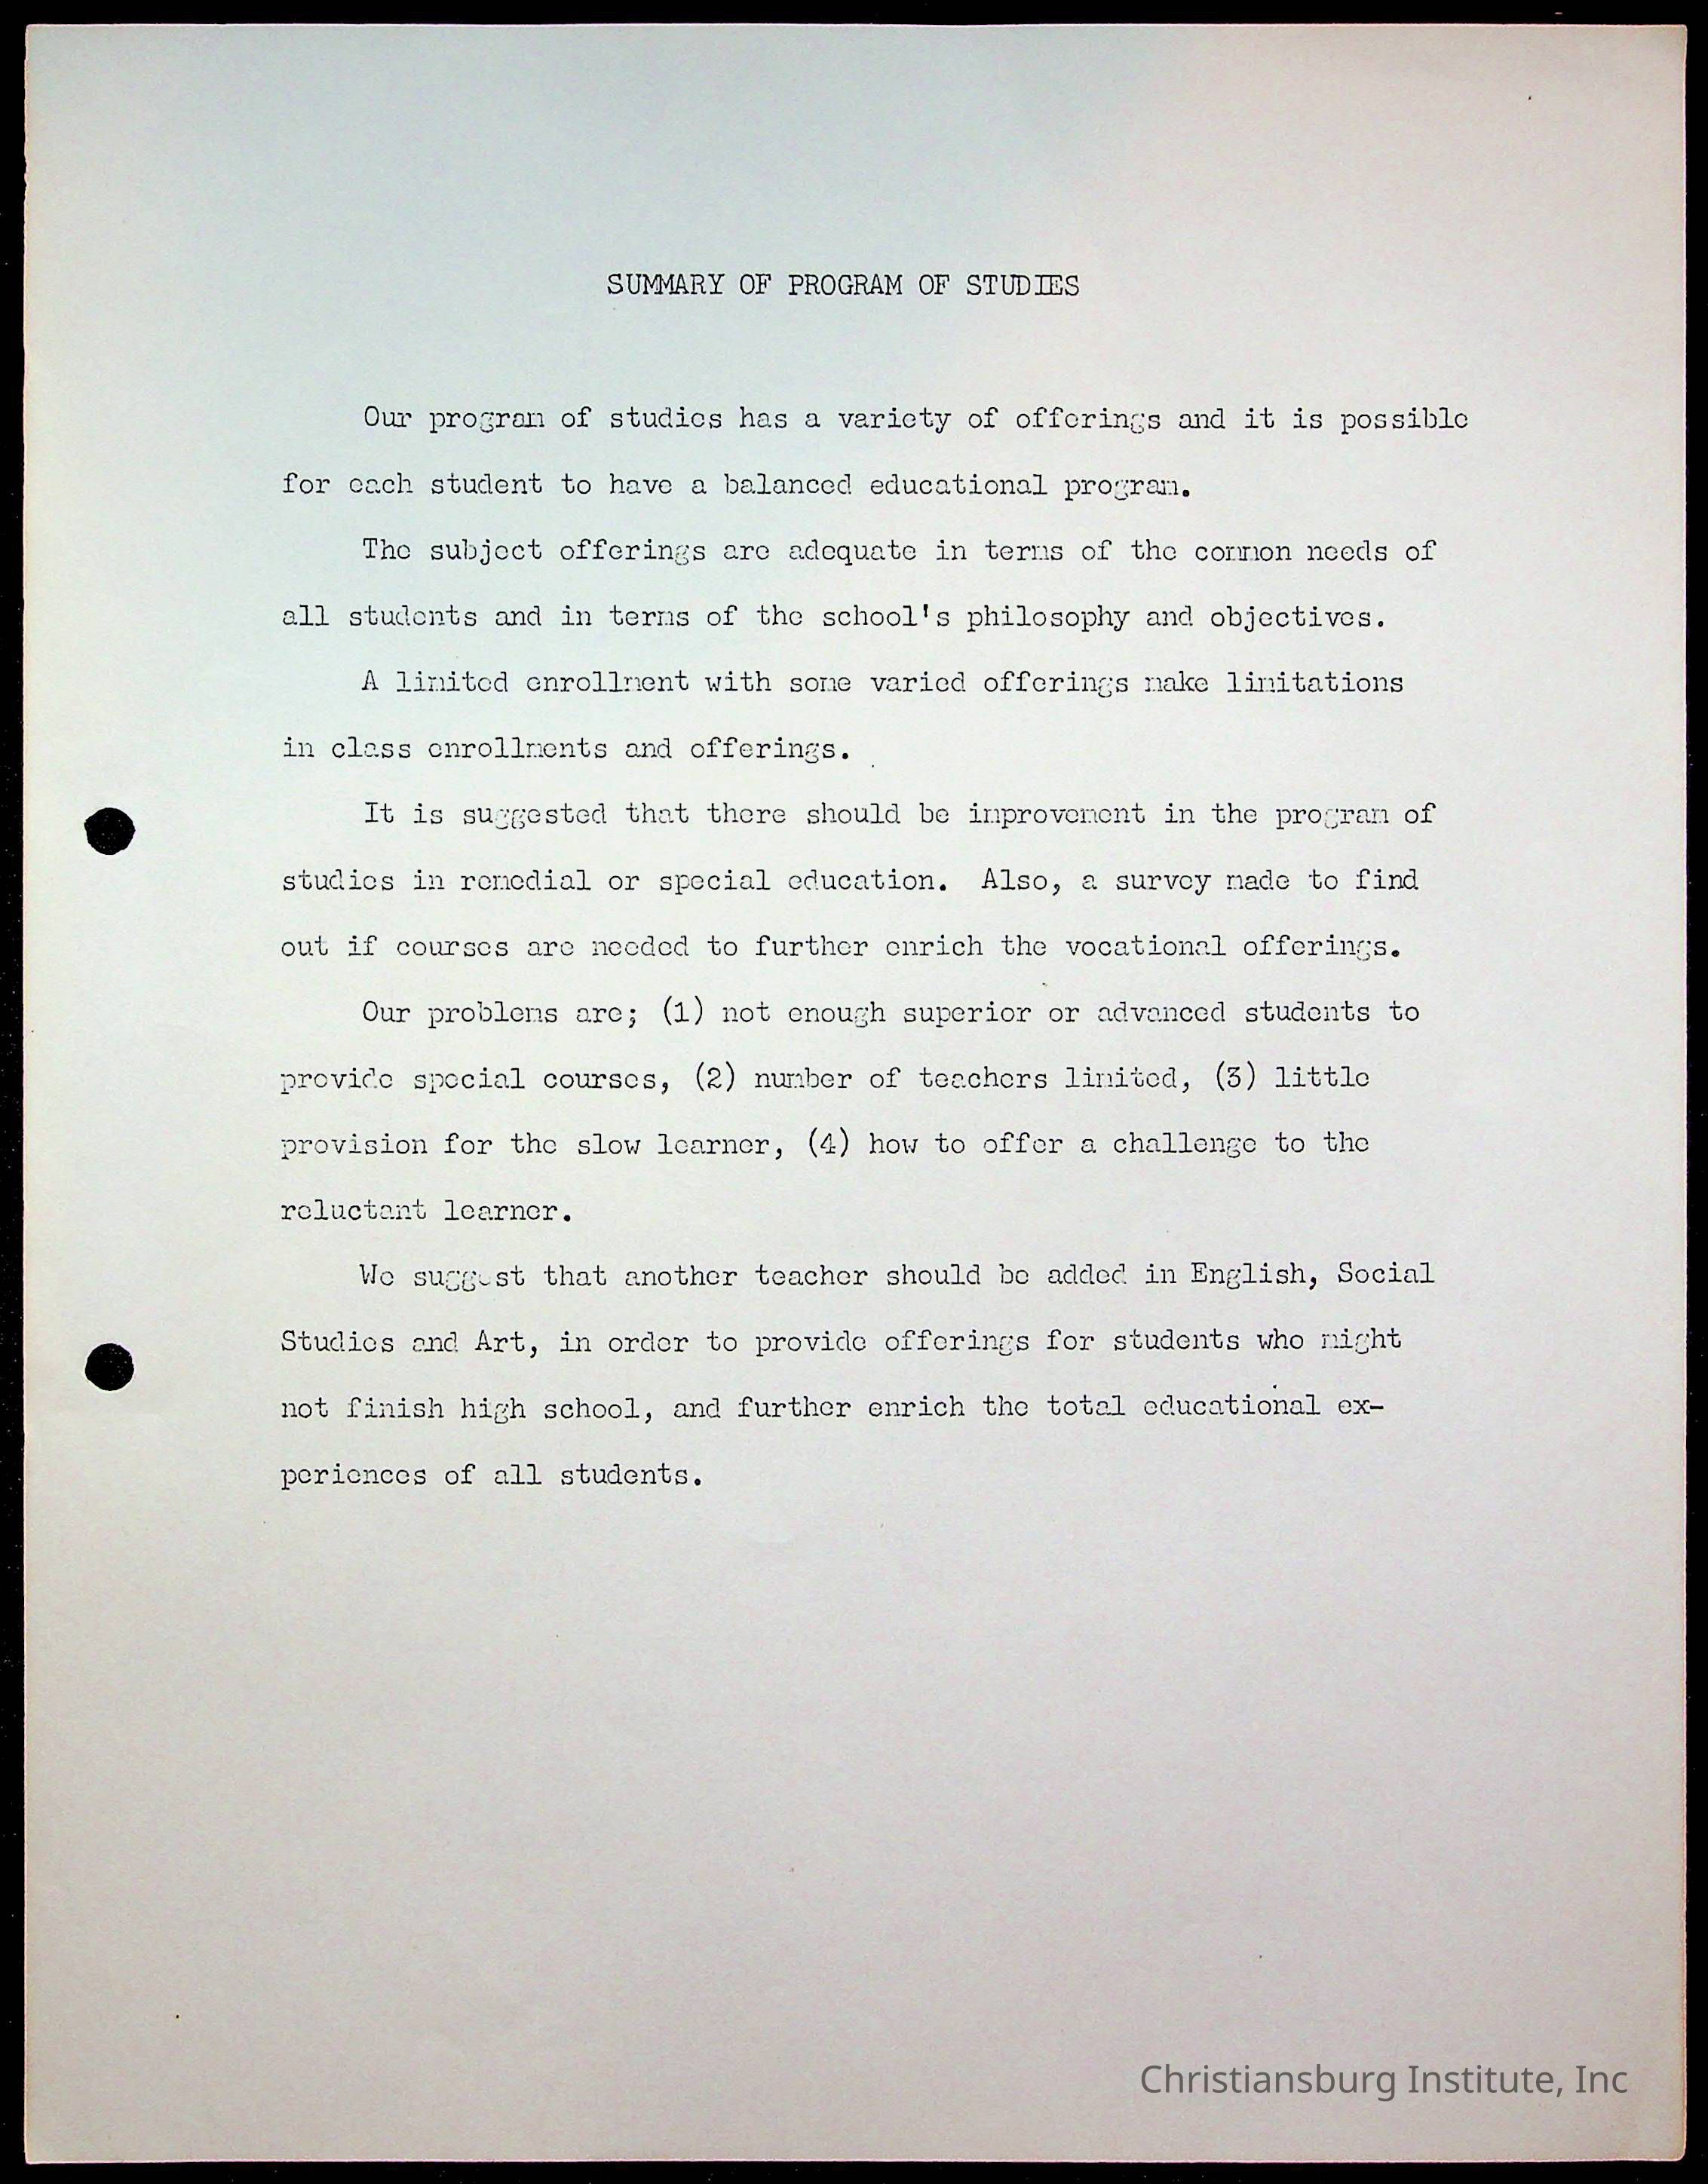 SUMMARY OF PROGRAM OF STUDIES
Our program of studies has a variety of offerings and it is possible
for each student to have a balanced educational program.
The subject offerings are adequate in terms of the common needs of
all students and in terms of the school's philosophy and objectives.
A limited enrollment with some varied offerings make limitations
in class enrollments and offerings.
It is suggested that there should be improvement in the program of
studies in remedial or special education.  Also, a survey made to find
out if courses are needed to further enrich the vocational offerings.
Our problems are; (1) not enough superior or advanced students to
provide special courses, (2) number of teachers limited, (3) little
provision for the slow learner, (4) how to offer a challenge to the
reluctant learner.
We suggest that another teacher should be added in English, Social
Studies and Art, in order to provide offerings for students who might
not finish high school, and further enrich the total educational ex-
periences of all students.
Christiansburg Institute, Inc